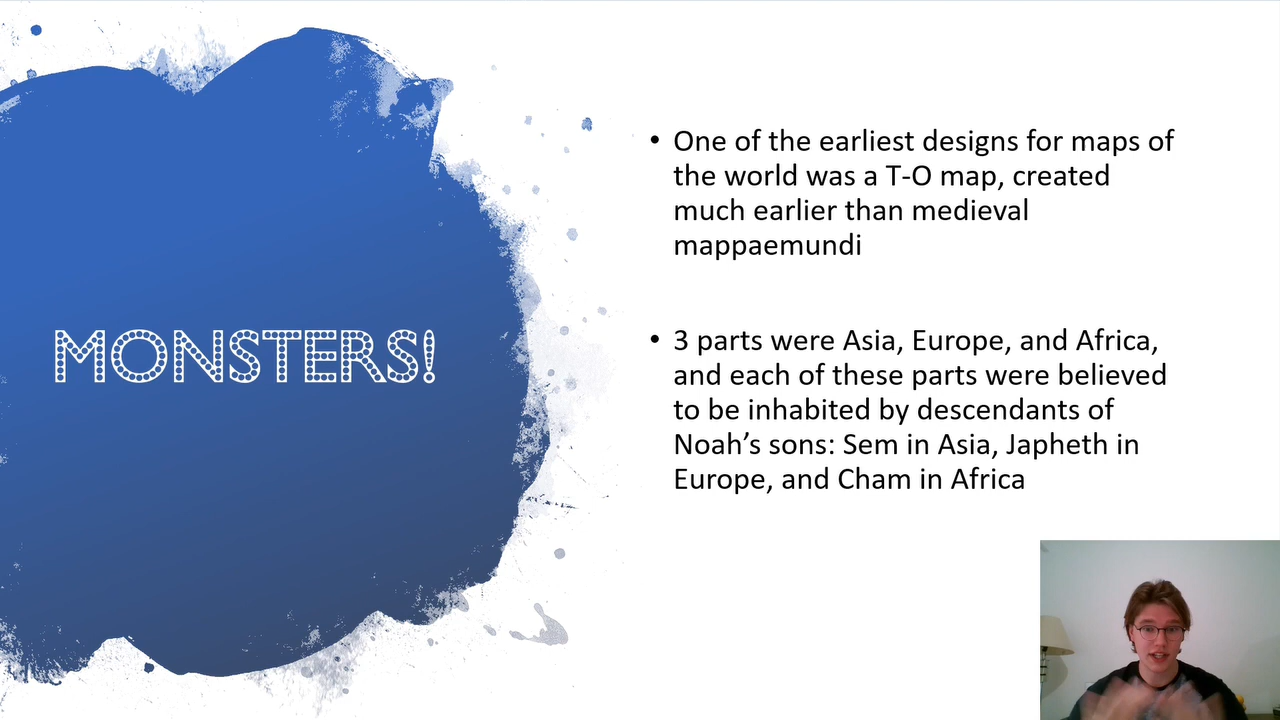 MONSTERS!
• One of the earliest designs for maps of
the world was a T-O map, created
much earlier than medieval
mappaemundi
• 3 parts were Asia, Europe, and Africa,
and each of these parts were believed
to be inhabited by descendants of
Noah’s sons: Sem in Asia, Japheth in
Europe, and Cham in Africa